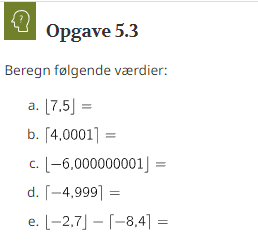 Opgave 5.3
Beregn følgende værdier:
a. ⌊7,5⌋ =
b. ⌈4,0001⌉ =
c. ⌊−6,000000001⌋ =
d. ⌈−4,999⌉ =
e. ⌊−2,7⌋ − ⌈−8,4⌉ =